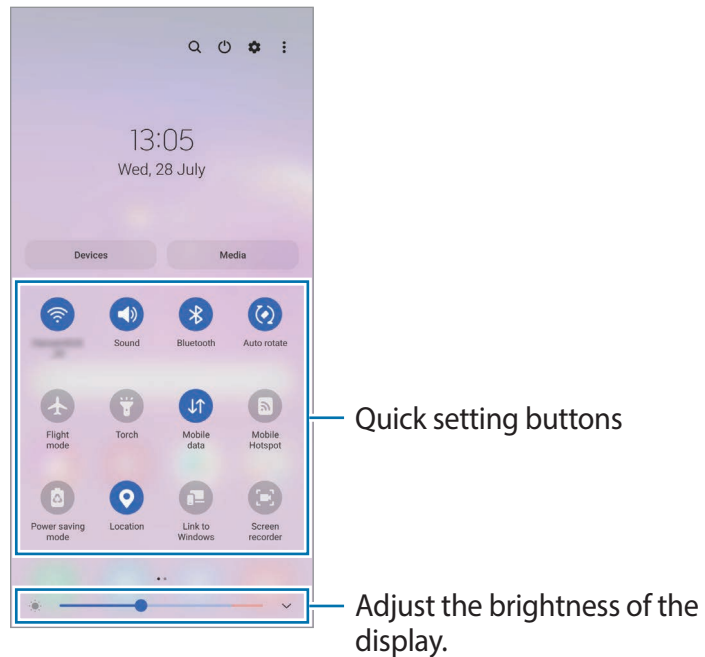 13:05
Wed, 28 July
Devices
Media
Sound
Bluetooth
Auto rotate
Flight
mode
Torch
Mobile
data
Mobile
Hotspot
Power saving
mode
Location
Link to
Windows
Screen
recorder
Quick setting buttons
Adjust the brightness of the
display.